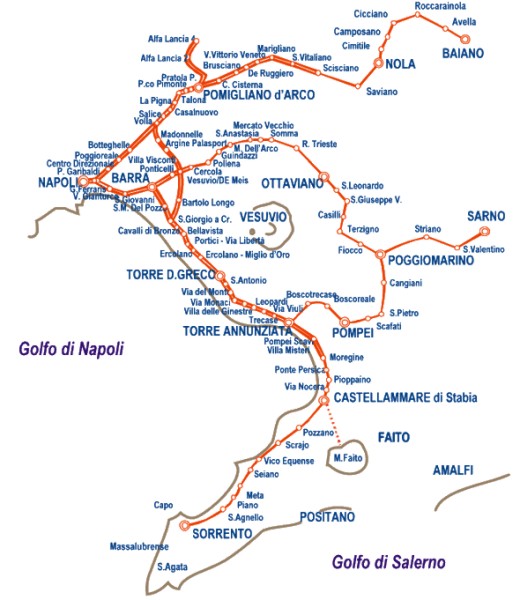 Roccarainola
Cicciano
Avella
Camposano
Alfa Lancia 4
Cimitile
BAIANO
Marigliano
V.Vittorio Veneto
Alfa Lancia 2
S.Vitaliano
NOLA
Brusciano
Scisciano
De Ruggiero
Pratola P.
P.co Pimonte
C. Cisterna
Saviano
POMIGLIANO d'ARCO
Talona
La Pigna
Casalnuovo
Salice
Volla
Mercato Vecchio
Madonnelle
S.Anastasia
Somma
Argine Palasport
R. Trieste
Botteghelle
M. Dell'Arco
Guindazzi
Poggioreale
Villa Visconti
Pollena
Centro Direzionale
Ponticelli
Cercola
P. Garibaldi
BARRA
Vesuvio/DE Meis
OTTAVIANO
NAPOLI
G.Ferraris
S.Leonardo
V. Gianturco
S.Giovanni
Bartolo Longo
S.Giuseppe V.
S.M. Del Pozzo
S.Giorgio a Cr.
VESUVIO
Casilli
SARNO
Cavalli di Bronzo
Bellavista
Terzigno
Striano
Portici - Via Libertà
Fiocco
S.Valentino
Ercolano
Ercolano - Miglio d'Oro
POGGIOMARINO
TORRE D.GRECO
S.Antonio
Cangiani
Via dei Monti
Boscotrecase
Boscoreale
Via Monaci
Leopardi
Villa delle Ginestre
Via Viuli
S.Pietro
Trecase
Scafati
TORRE ANNUNZIATA
POMPEI
Pompei Scavi
Golfo di Napoli
Villa Misteri
Moregine
Ponte Persica
Pioppaino
Via Nocera
CASTELLAMMARE di Stabia
Pozzano
FAITO
Scrajo
M.Faito
Vico Equense
Seiano
AMALFI
Meta
Capo
Piano
S.Agnello
POSITANO
SORRENTO
Massalubrense
Golfo di Salerno
S.Agata